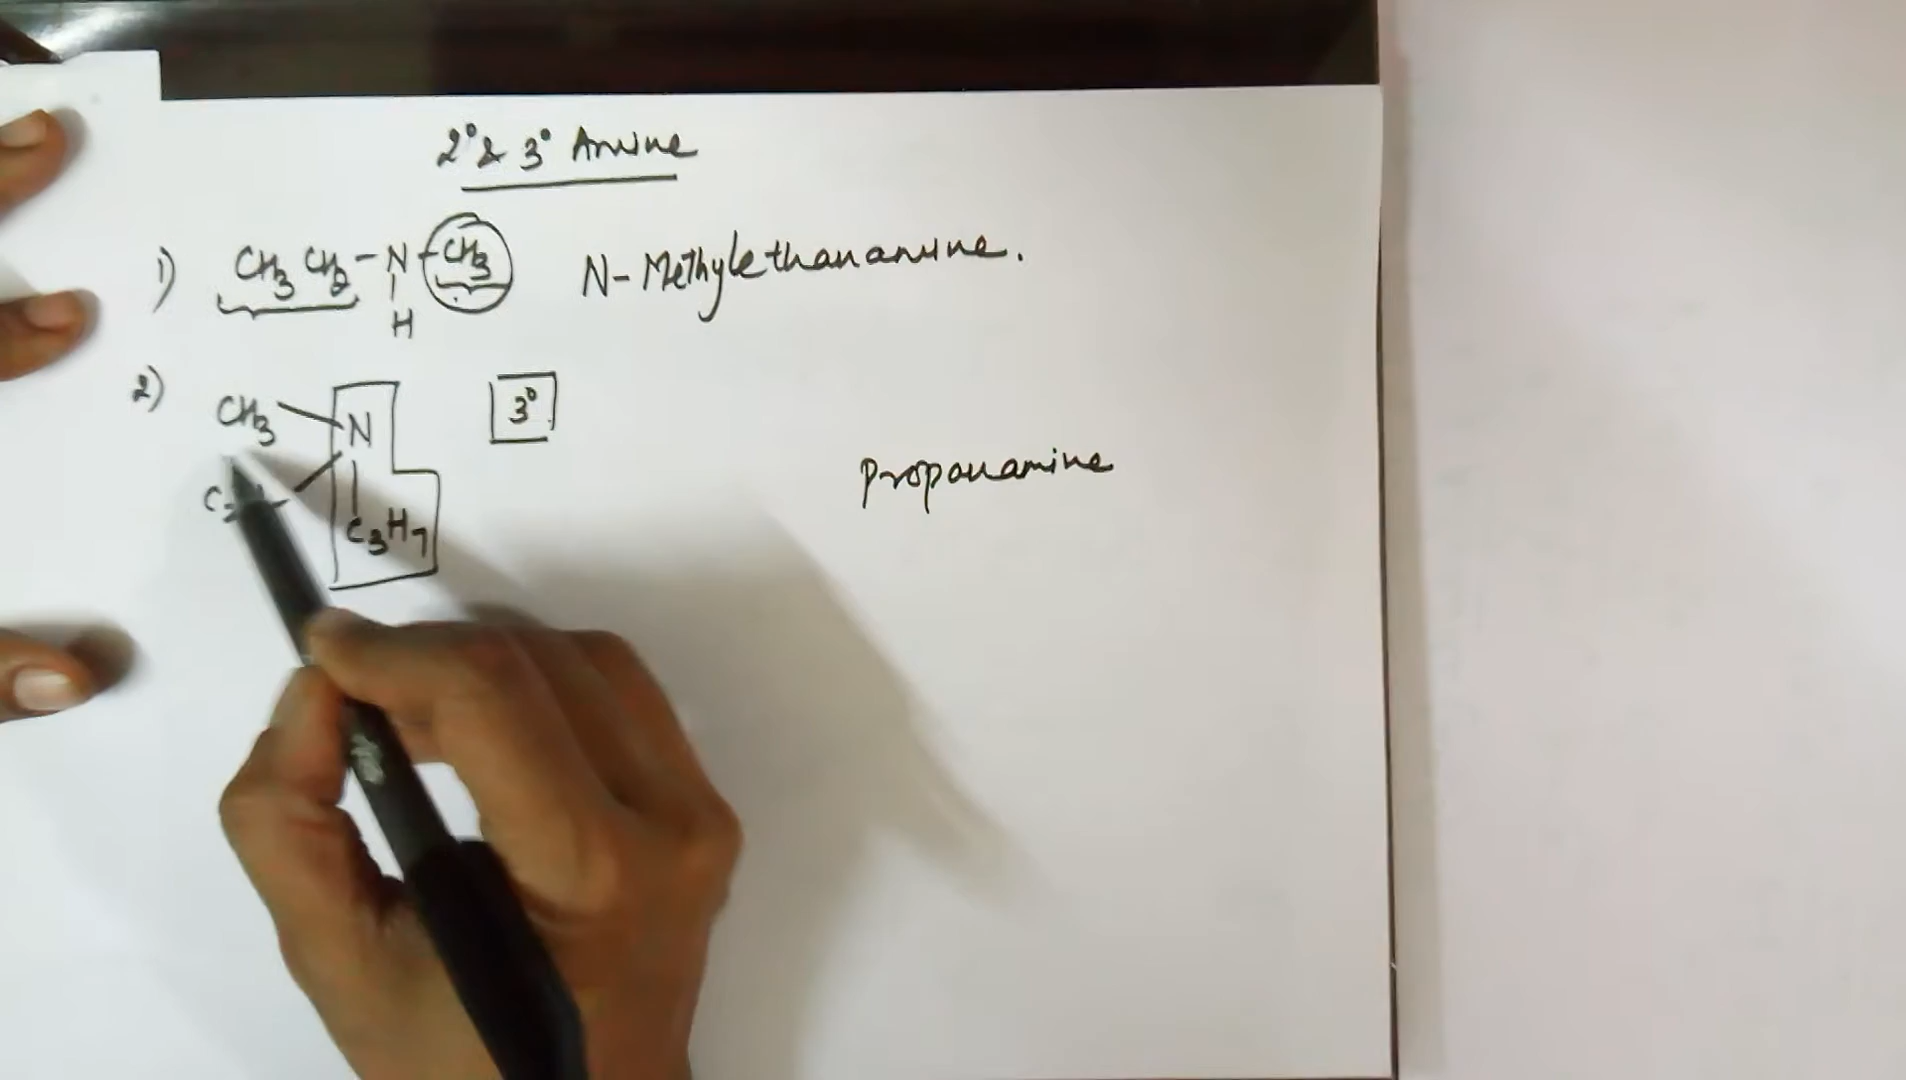 2° & 3° Amine
1) CH3 CH2 - N - CH3 N-Methylethanamine.
H
2) CH3 N 3°
Propanamine
C3H7